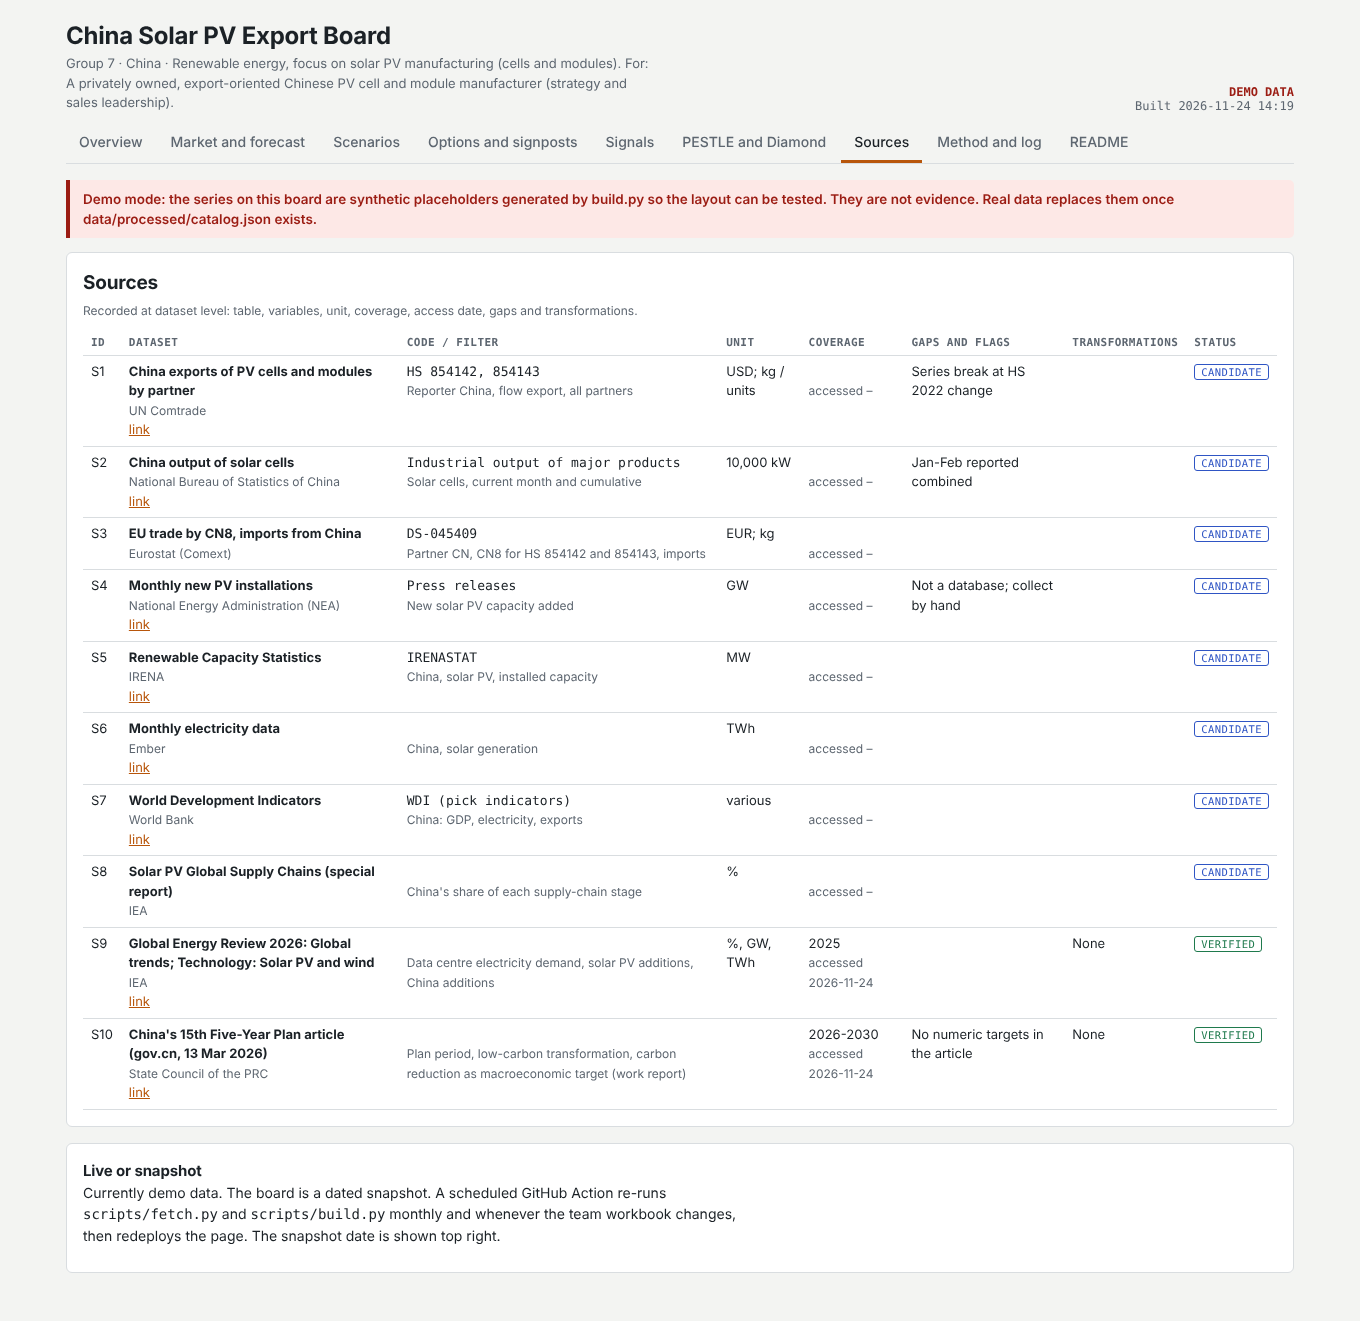 China Solar PV Export Board
Group 7 · China · Renewable energy, focus on solar PV manufacturing (cells and modules). For:
A privately owned, export-oriented Chinese PV cell and module manufacturer (strategy and
sales leadership).
DEMO DATA
Built 2026-11-24 14:19
Overview Market and forecast Scenarios Options and signposts Signals PESTLE and Diamond Sources Method and log README
Demo mode: the series on this board are synthetic placeholders generated by build.py so the layout can be tested. They are not evidence. Real data replaces them once
data/processed/catalog.json exists.
Sources
Recorded at dataset level: table, variables, unit, coverage, access date, gaps and transformations.
ID DATASET CODE / FILTER UNIT COVERAGE GAPS AND FLAGS TRANSFORMATIONS STATUS
S1 China exports of PV cells and modules HS 854142, 854143 USD; kg / Series break at HS CANDIDATE
by partner Reporter China, flow export, all partners units accessed – 2022 change
UN Comtrade
link
S2 China output of solar cells Industrial output of major products 10,000 kW Jan-Feb reported CANDIDATE
National Bureau of Statistics of China Solar cells, current month and cumulative accessed – combined
link
S3 EU trade by CN8, imports from China DS-045409 EUR; kg CANDIDATE
Eurostat (Comext) Partner CN, CN8 for HS 854142 and 854143, imports accessed –
S4 Monthly new PV installations Press releases GW Not a database; collect CANDIDATE
National Energy Administration (NEA) New solar PV capacity added accessed – by hand
link
S5 Renewable Capacity Statistics IRENASTAT MW CANDIDATE
IRENA China, solar PV, installed capacity accessed –
link
S6 Monthly electricity data TWh CANDIDATE
Ember China, solar generation accessed –
link
S7 World Development Indicators WDI (pick indicators) various CANDIDATE
World Bank China: GDP, electricity, exports accessed –
link
S8 Solar PV Global Supply Chains (special % CANDIDATE
report) China's share of each supply-chain stage accessed –
IEA
S9 Global Energy Review 2026: Global %, GW, 2025 None VERIFIED
trends; Technology: Solar PV and wind Data centre electricity demand, solar PV additions, TWh accessed
IEA China additions 2026-11-24
link
S10 China's 15th Five-Year Plan article 2026-2030 No numeric targets in None VERIFIED
(gov.cn, 13 Mar 2026) Plan period, low-carbon transformation, carbon accessed the article
State Council of the PRC reduction as macroeconomic target (work report) 2026-11-24
link
Live or snapshot
Currently demo data. The board is a dated snapshot. A scheduled GitHub Action re-runs
scripts/fetch.py and scripts/build.py monthly and whenever the team workbook changes,
then redeploys the page. The snapshot date is shown top right.